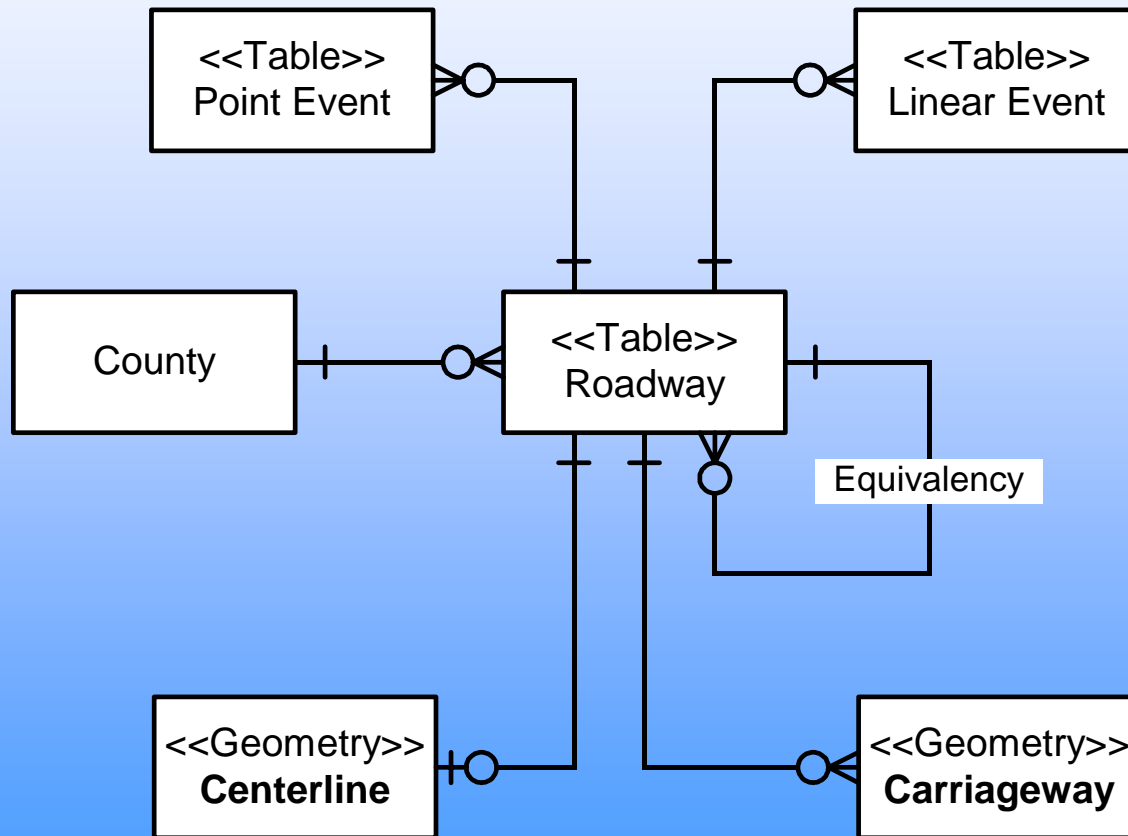 <<Table>>
Point Event
<<Table>>
Linear Event
County
<<Table>>
Roadway
Equivalency
<<Geometry>>
Centerline
<<Geometry>>
Carriageway